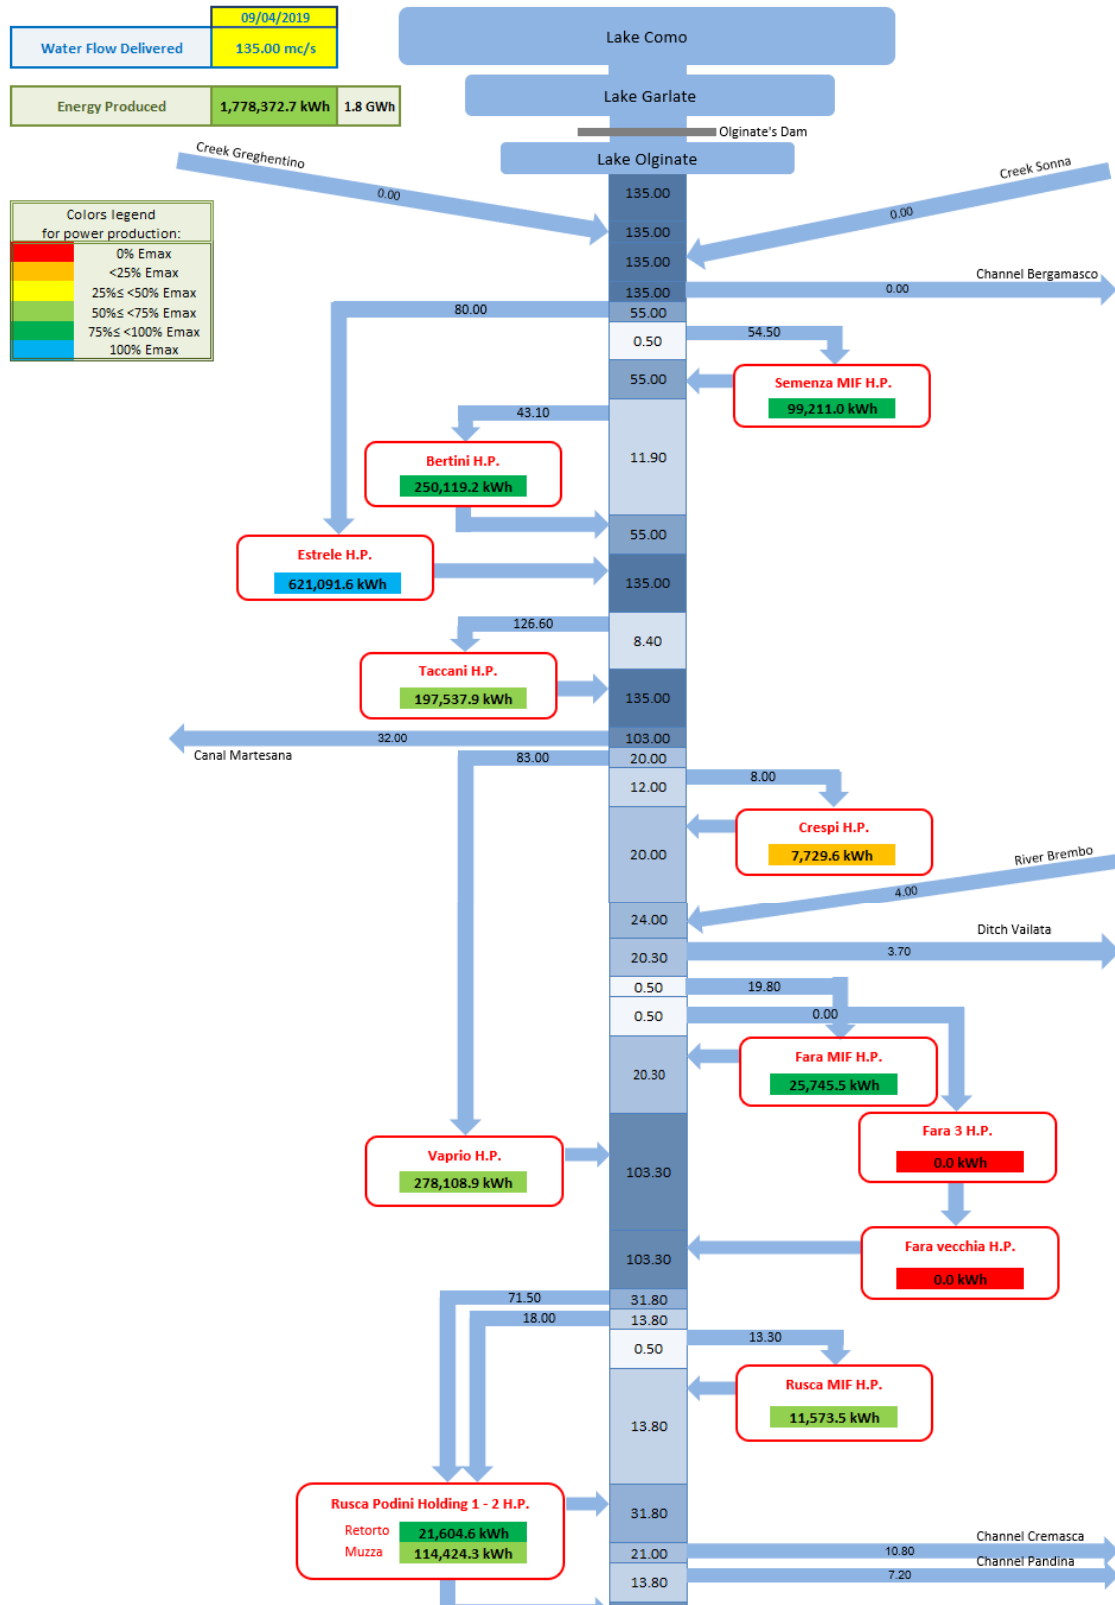 09/04/2019
Water Flow Delivered 135.00 mc/s
Energy Produced 1,778,372.7 kWh 1.8 GWh
Lake Como
Lake Garlate
Olginate's Dam
Lake Olginate
Creek Greghentino
0.00
Creek Sonna
0.00
135.00
135.00
135.00
Colors legend
for power production:
0% Emax
<25% Emax
25%≤ <50% Emax
50%≤ <75% Emax
75%≤ <100% Emax
100% Emax
Channel Bergamasco
135.00
0.00
80.00
55.00
54.50
0.50
Semenza MIF H.P.
99,211.0 kWh
55.00
43.10
Bertini H.P.
250,119.2 kWh
11.90
55.00
Estrele H.P.
621,091.6 kWh
135.00
126.60
8.40
Taccani H.P.
197,537.9 kWh
135.00
32.00
103.00
Canal Martesana
83.00
20.00
8.00
12.00
Crespi H.P.
7,729.6 kWh
20.00
River Brembo
4.00
24.00
Ditch Vailata
3.70
20.30
19.80
0.50
0.00
0.50
Fara MIF H.P.
25,745.5 kWh
20.30
Fara 3 H.P.
0.0 kWh
Vaprio H.P.
278,108.9 kWh
103.30
Fara vecchia H.P.
0.0 kWh
103.30
71.50
31.80
18.00
13.80
13.30
0.50
Rusca MIF H.P.
11,573.5 kWh
13.80
Rusca Podini Holding 1 - 2 H.P.
Retorto 21,604.6 kWh
Muzza 114,424.3 kWh
31.80
Channel Cremasca
21.00
10.80
Channel Pandina
13.80
7.20